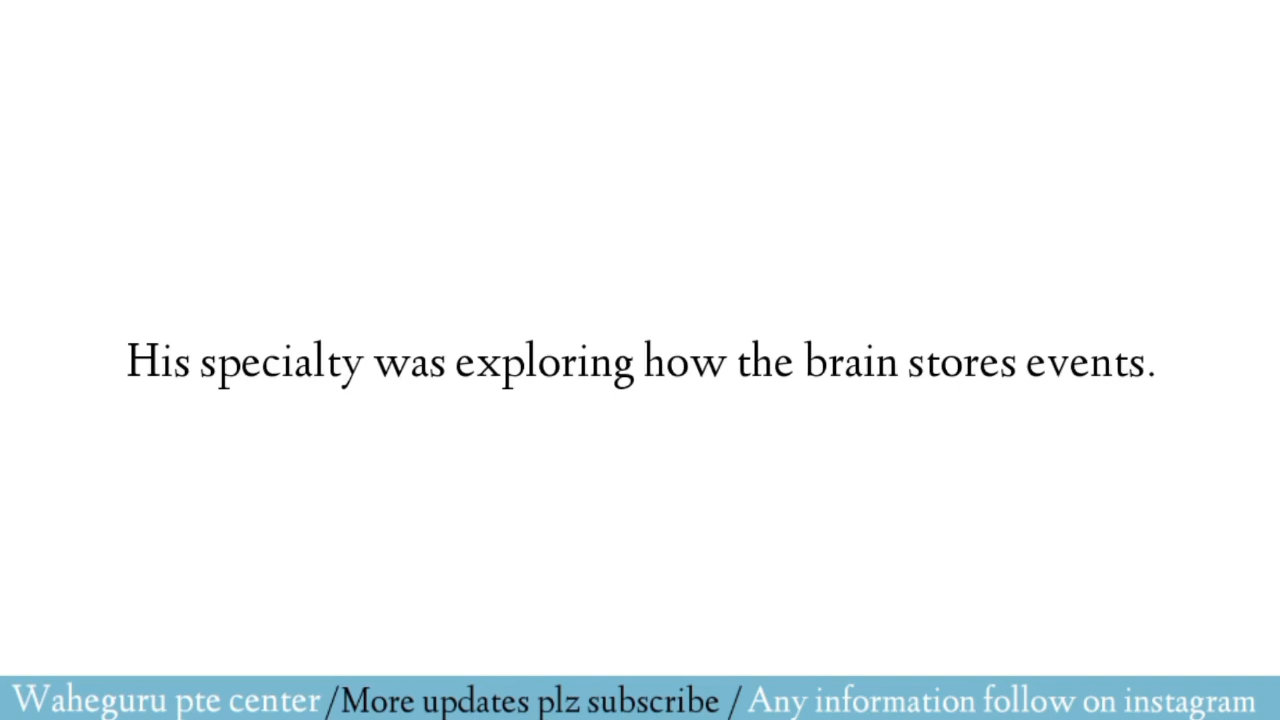 His specialty was exploring how the brain stores events.
Waheguru pte center /More updates plz subscribe / Any information follow on instagram